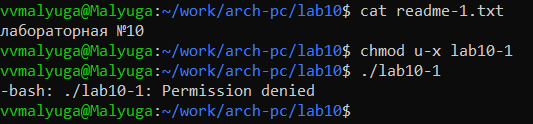 vvmalyuga@Malyuga:~/work/arch-pc/lab10$ cat readme-1.txt
лабораторная №10
vvmalyuga@Malyuga:~/work/arch-pc/lab10$ chmod u-x lab10-1
vvmalyuga@Malyuga:~/work/arch-pc/lab10$ ./lab10-1
-bash: ./lab10-1: Permission denied
vvmalyuga@Malyuga:~/work/arch-pc/lab10$